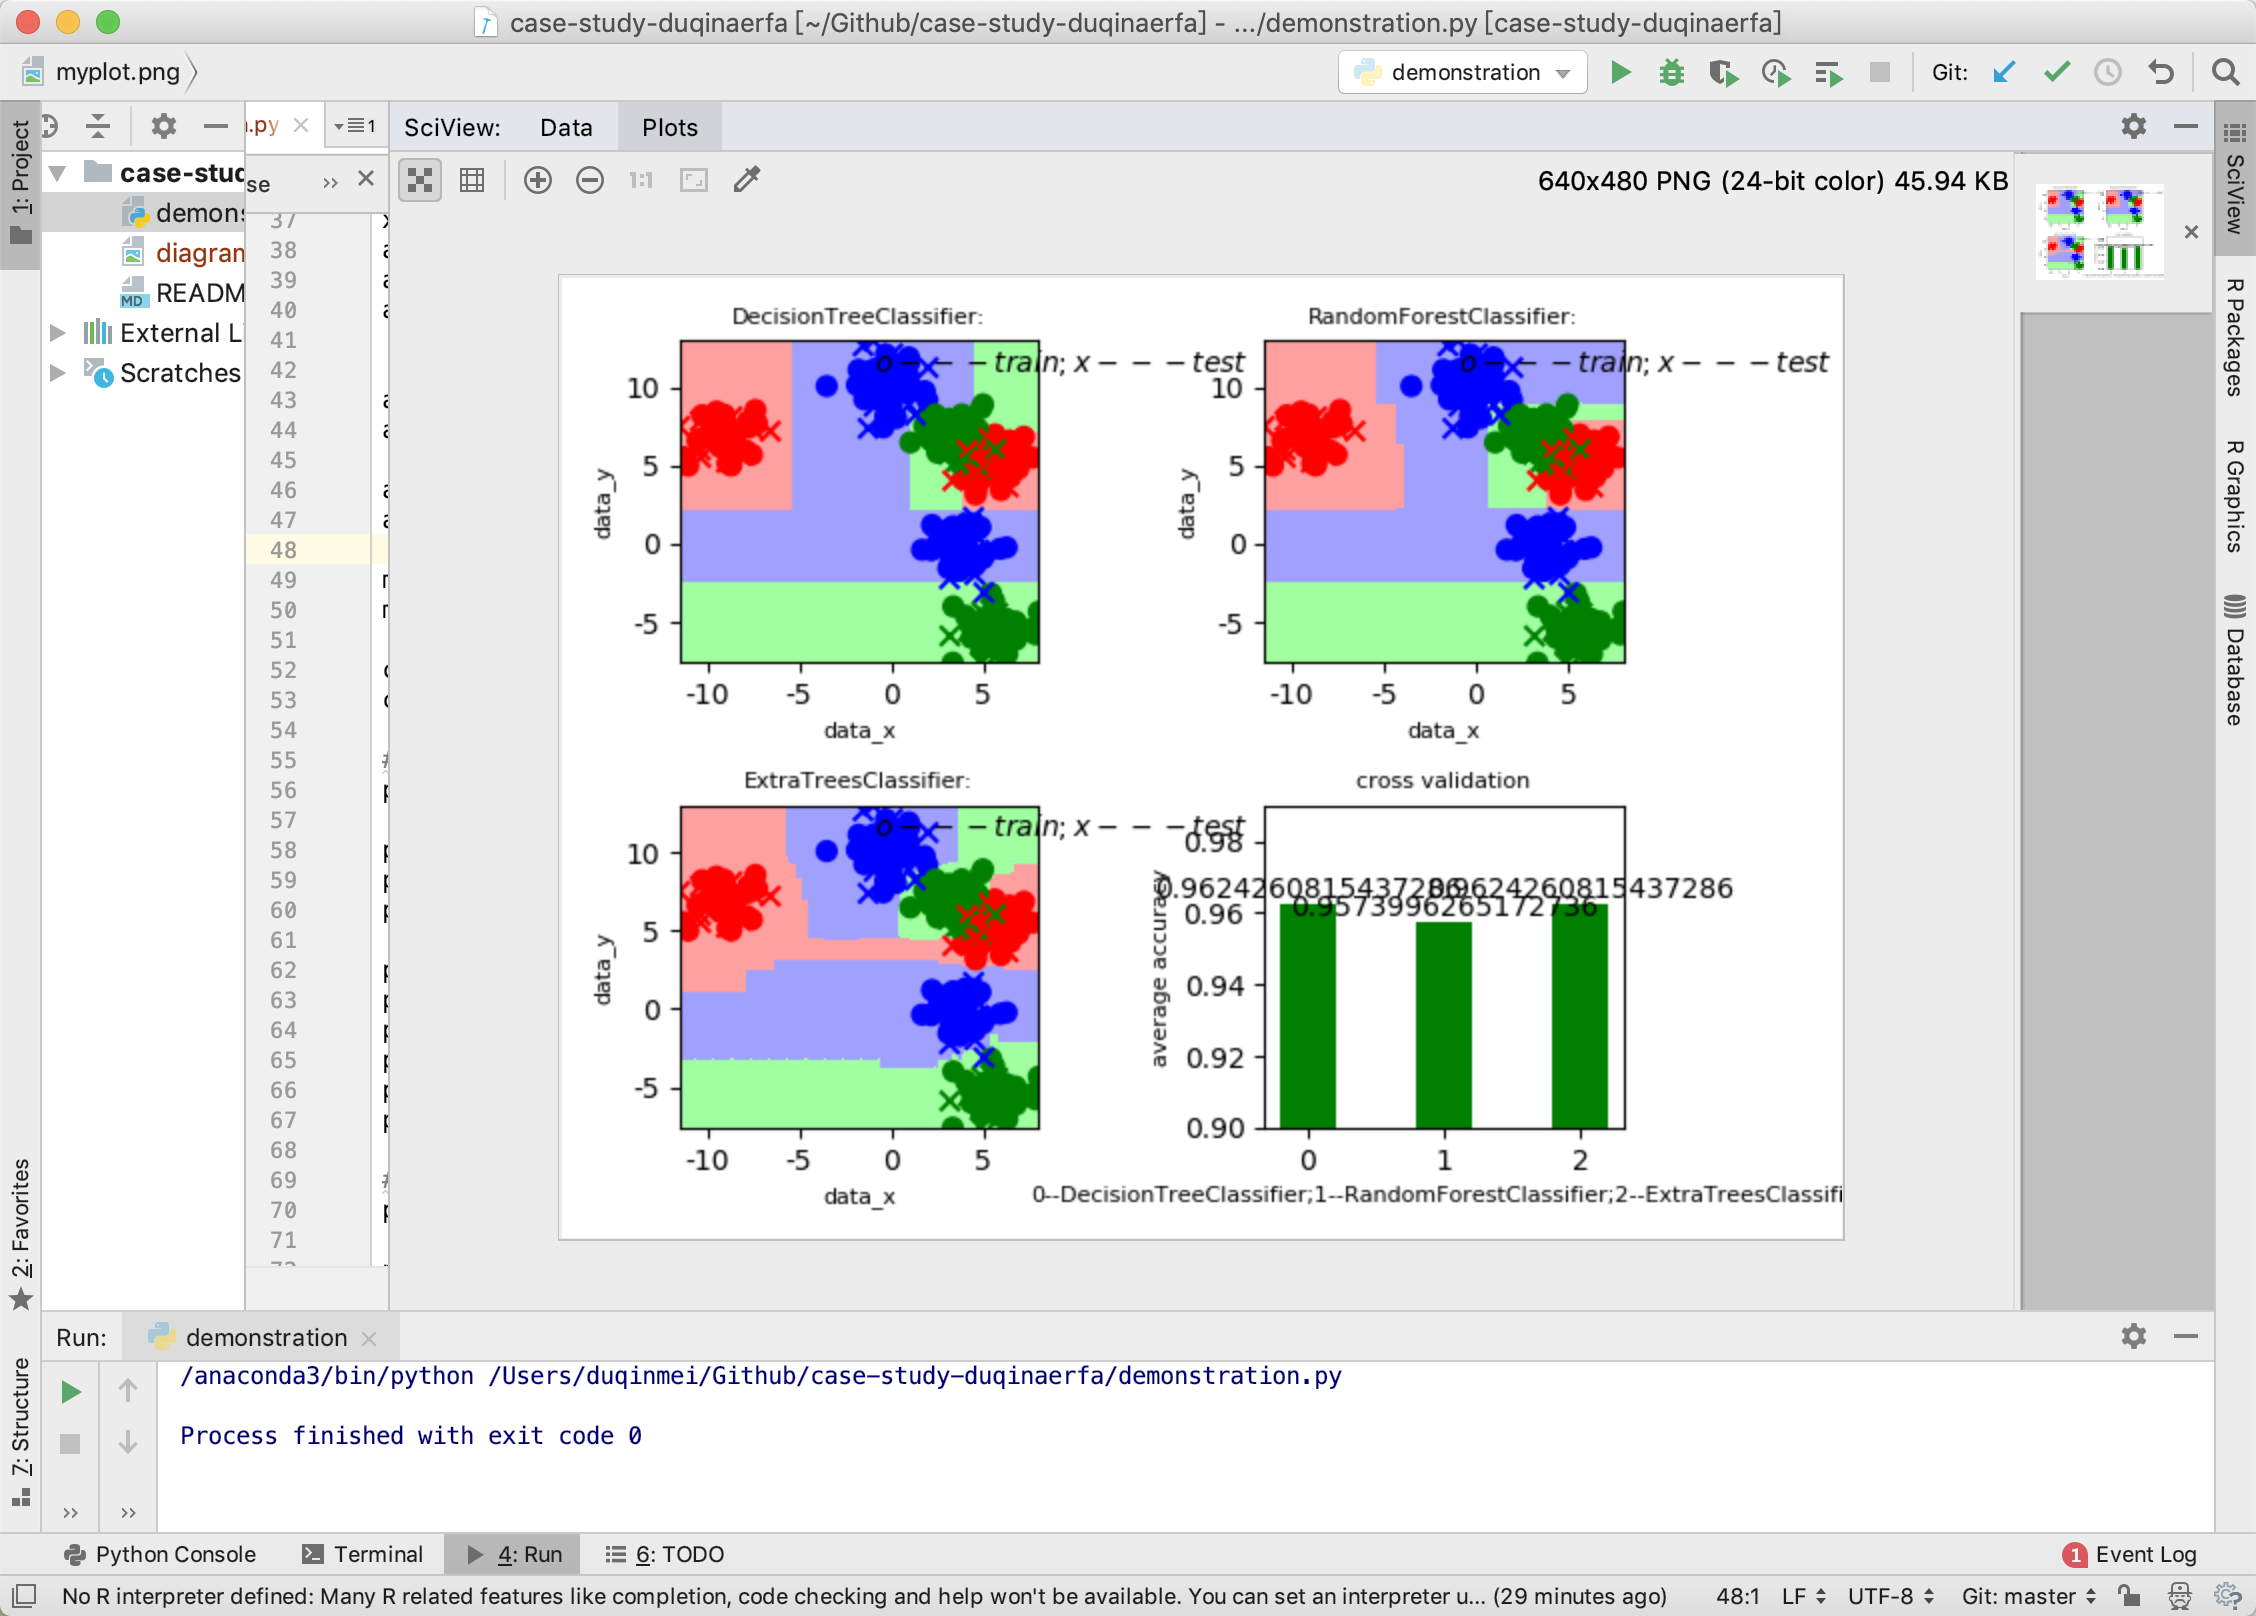 case-study-duqinaerfa [~/Github/case-study-duqinaerfa] - .../demonstration.py [case-study-duqinaerfa]
myplot.png
demonstration
Git:
1: Project
.py
1
SciView:
Data
Plots
SciView
case-stud
se
640x480 PNG (24-bit color) 45.94 KB
demons
diagran
READM
External L
Scratches
37
38
39
40
41
42
43
44
45
46
47
48
49
50
51
52
53
54
55
56
57
58
59
60
61
62
63
64
65
66
67
68
69
70
71
DecisionTreeClassifier:
o - - - train; x - - - test
10
5
0
-5
data_y
-10 -5 0 5
data_x
RandomForestClassifier:
o - - - train; x - - - test
10
5
0
-5
data_y
-10 -5 0 5
data_x
ExtraTreesClassifier:
o - - - train; x - - - test
10
5
0
-5
data_y
-10 -5 0 5
data_x
cross validation
0.98
0.96
0.94
0.92
0.90
average accuracy
0.9624260815437286
0.9573996265172736
0.9624260815437286
0 1 2
0--DecisionTreeClassifier;1--RandomForestClassifier;2--ExtraTreesClassifi
R Packages
R Graphics
Database
2: Favorites
7: Structure
Run:
demonstration
/anaconda3/bin/python /Users/duqinmei/Github/case-study-duqinaerfa/demonstration.py
Process finished with exit code 0
Python Console
Terminal
4: Run
6: TODO
1 Event Log
No R interpreter defined: Many R related features like completion, code checking and help won't be available. You can set an interpreter u... (29 minutes ago)
48:1
LF
UTF-8
Git: master